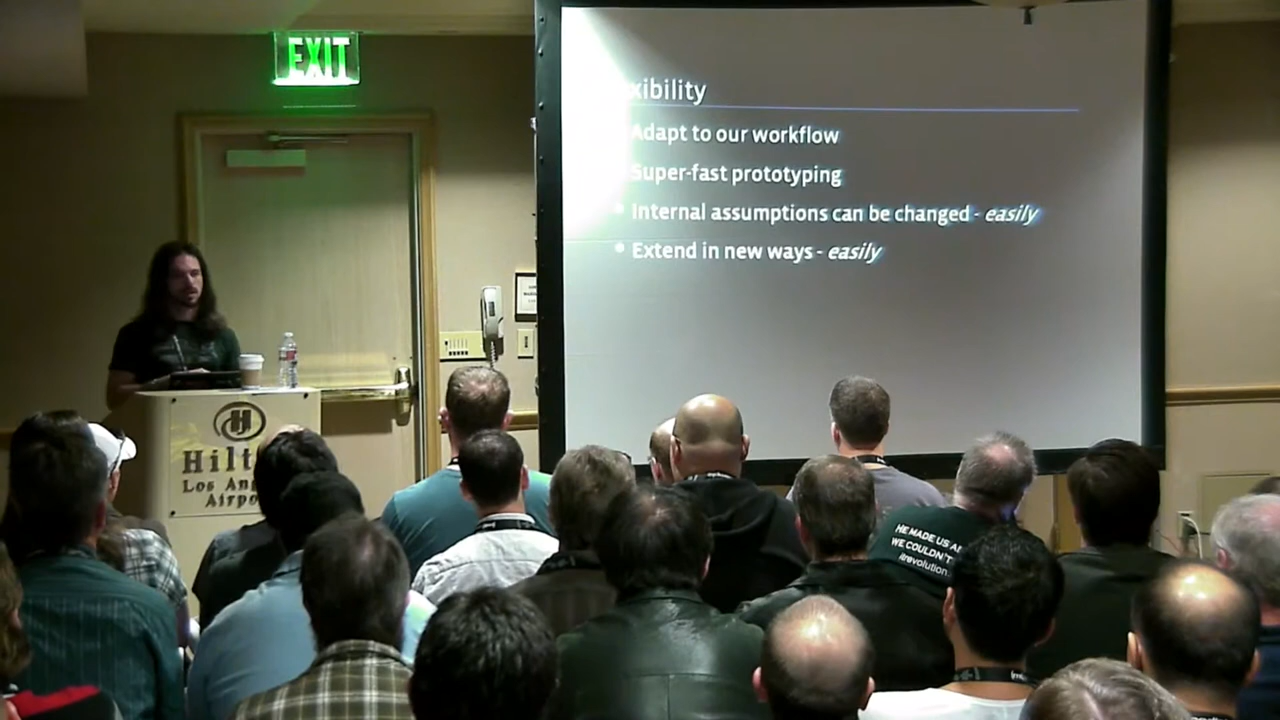 EXIT
xibility
Adapt to our workflow
Super-fast prototyping
* Internal assumptions can be changed - easily
* Extend in new ways - easily
H
Hilt
Los An
Airpo
HE MADE US A
WE COULDN'T
#revolution